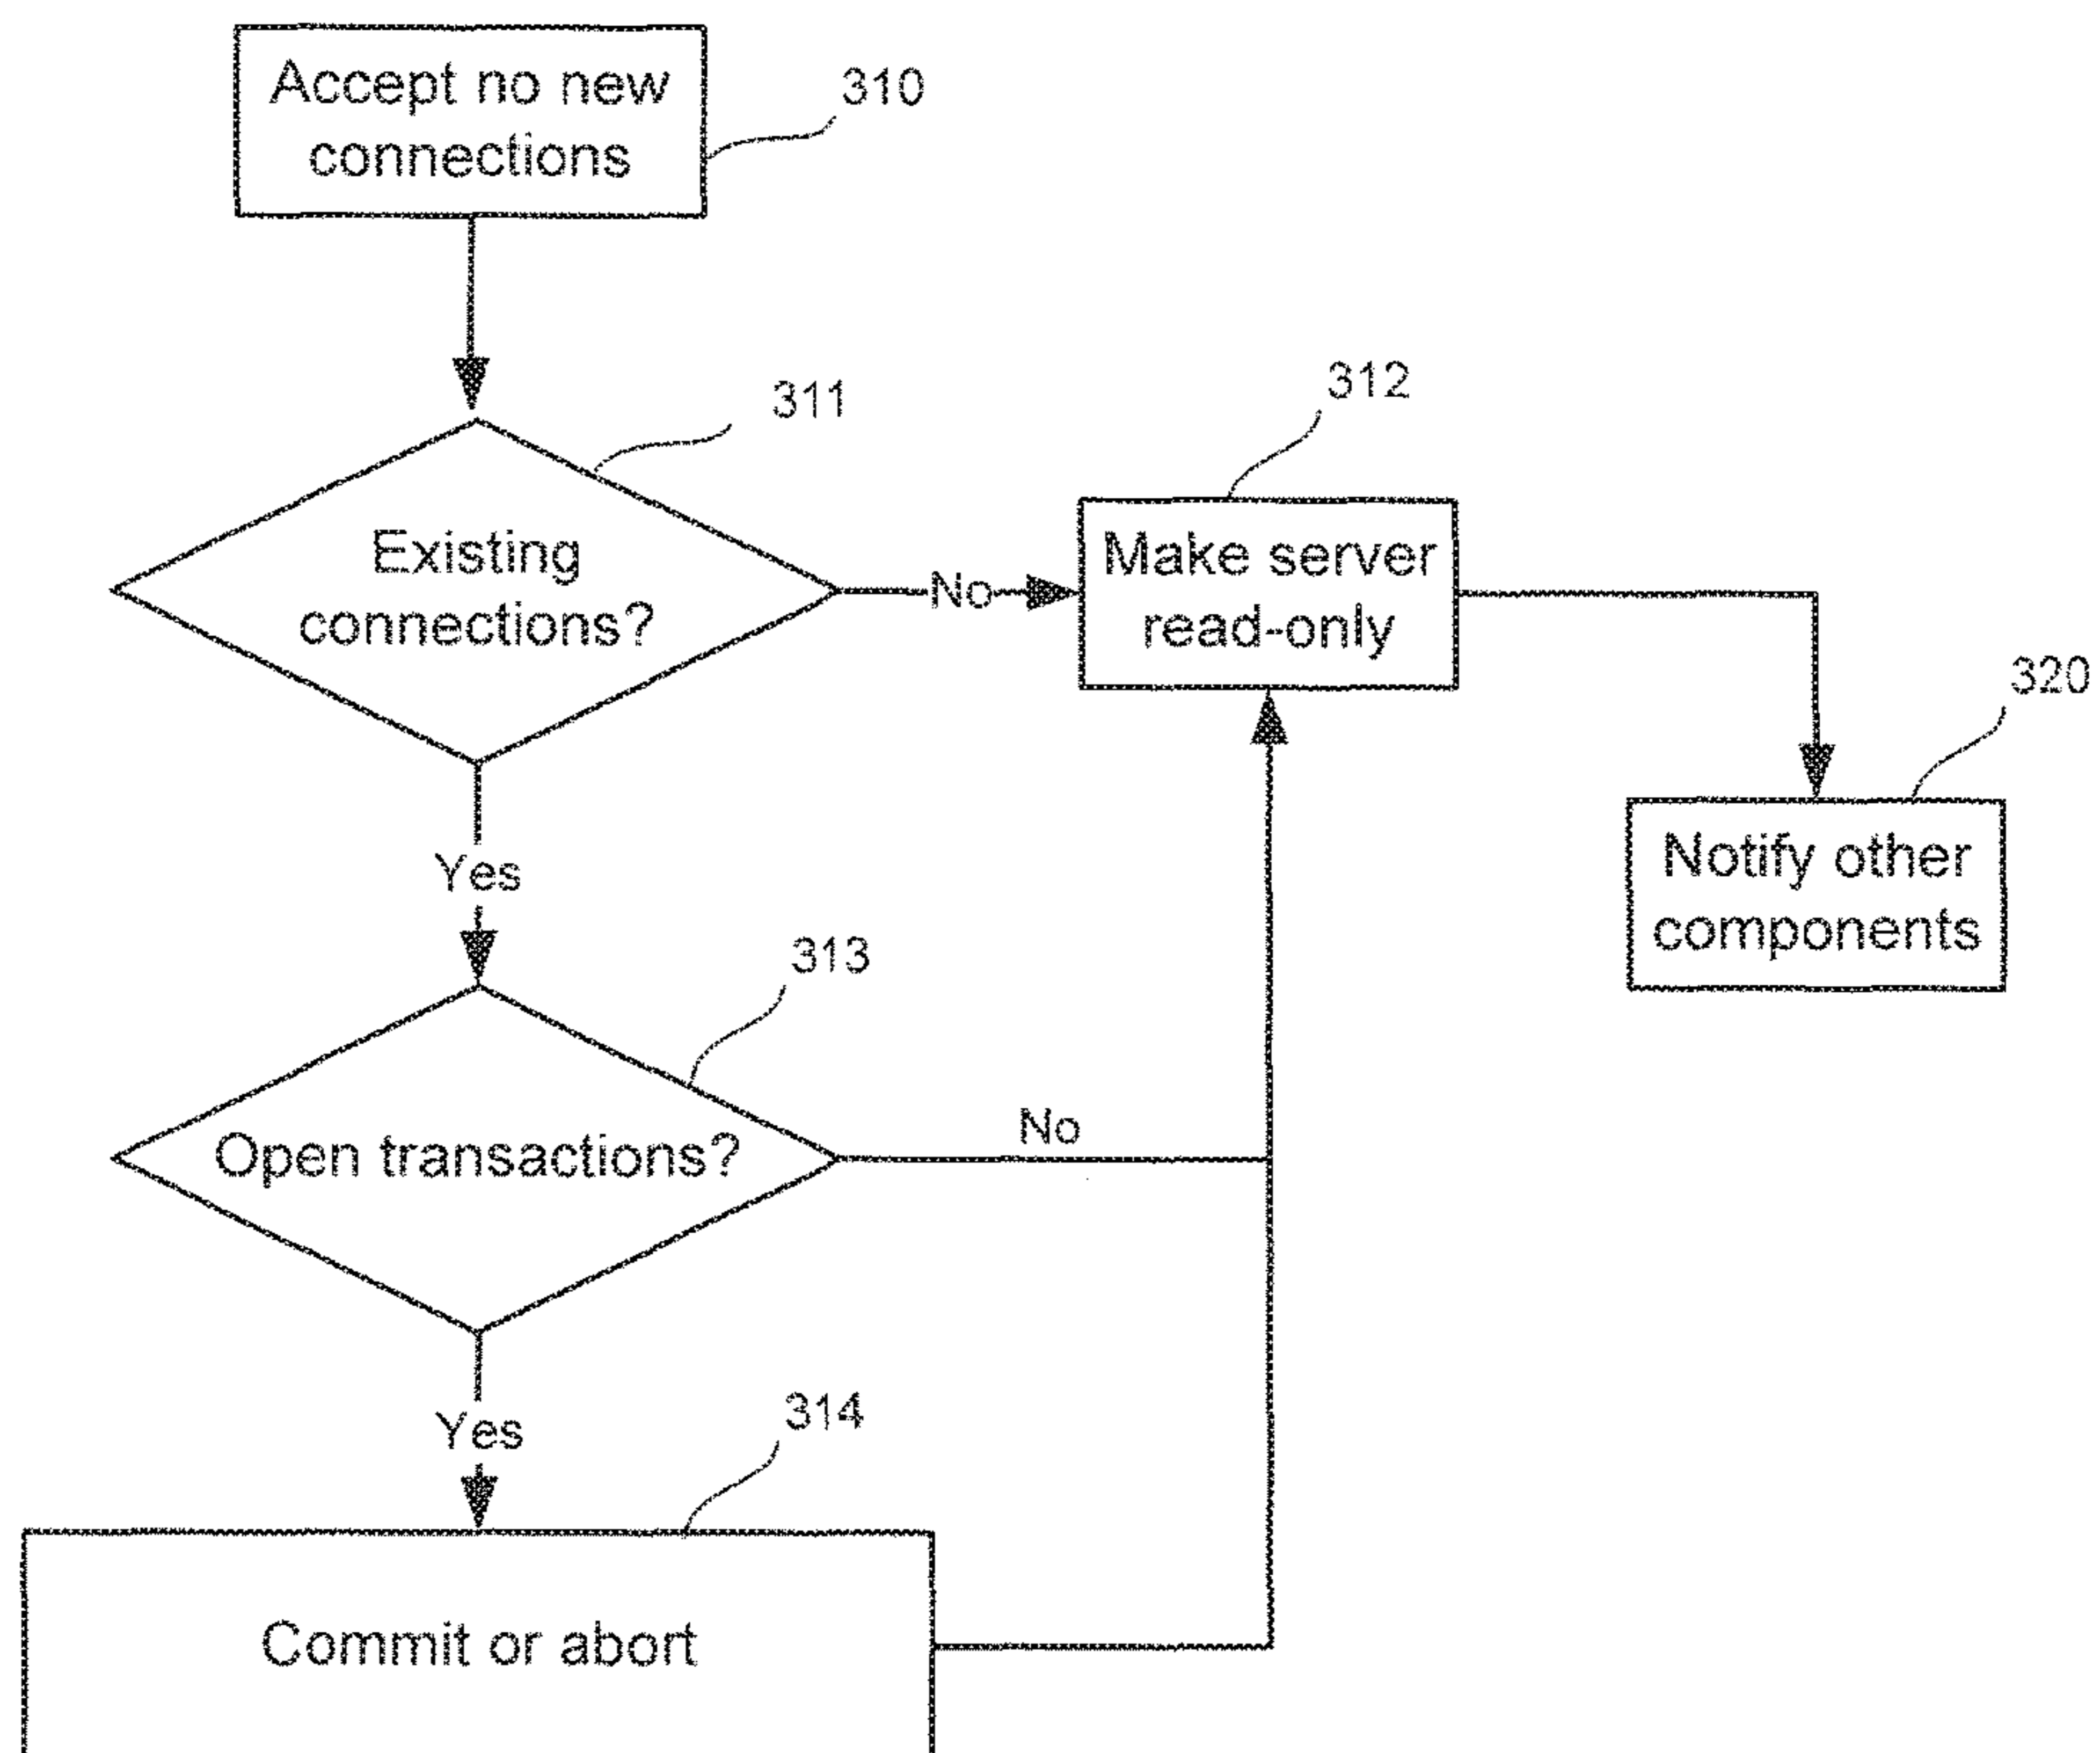 Accept no new
connections
310
311
Existing
connections?
No
312
Make server
read-only
320
Notify other
components
Yes
313
Open transactions?
No
Yes
314
Commit or abort